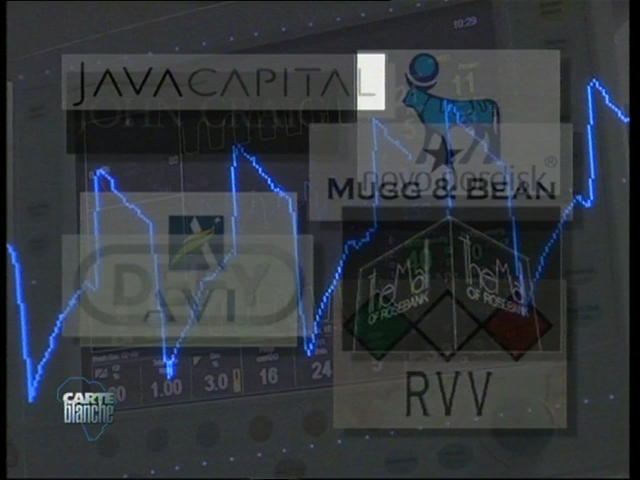 10:29
JAVACAPITAL
JOHN CRAIG
11
novo nordisk®
MUGG & BEAN
AVI
The Mall
OF ROSEBANK
The Mall
OF ROSEBANK
RVV
1.00
3.0
16
24
CARTE
blanche